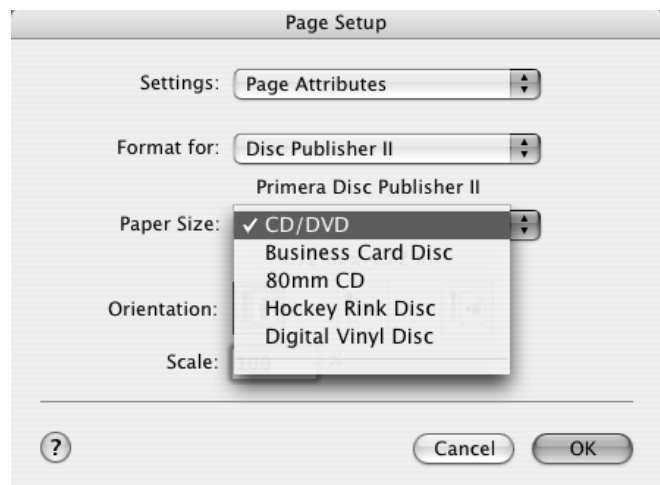 Page Setup
Settings: Page Attributes
Format for: Disc Publisher II
Primera Disc Publisher II
Paper Size: ✓ CD/DVD
Business Card Disc
80mm CD
Hockey Rink Disc
Orientation:
Digital Vinyl Disc
Scale: 100 %
? Cancel OK